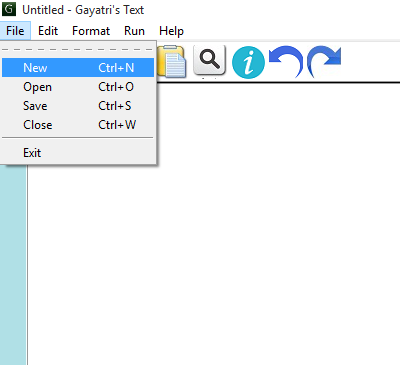 G Untitled - Gayatri's Text
File Edit Format Run Help
New Ctrl+N
Open Ctrl+O
Save Ctrl+S
Close Ctrl+W
Exit